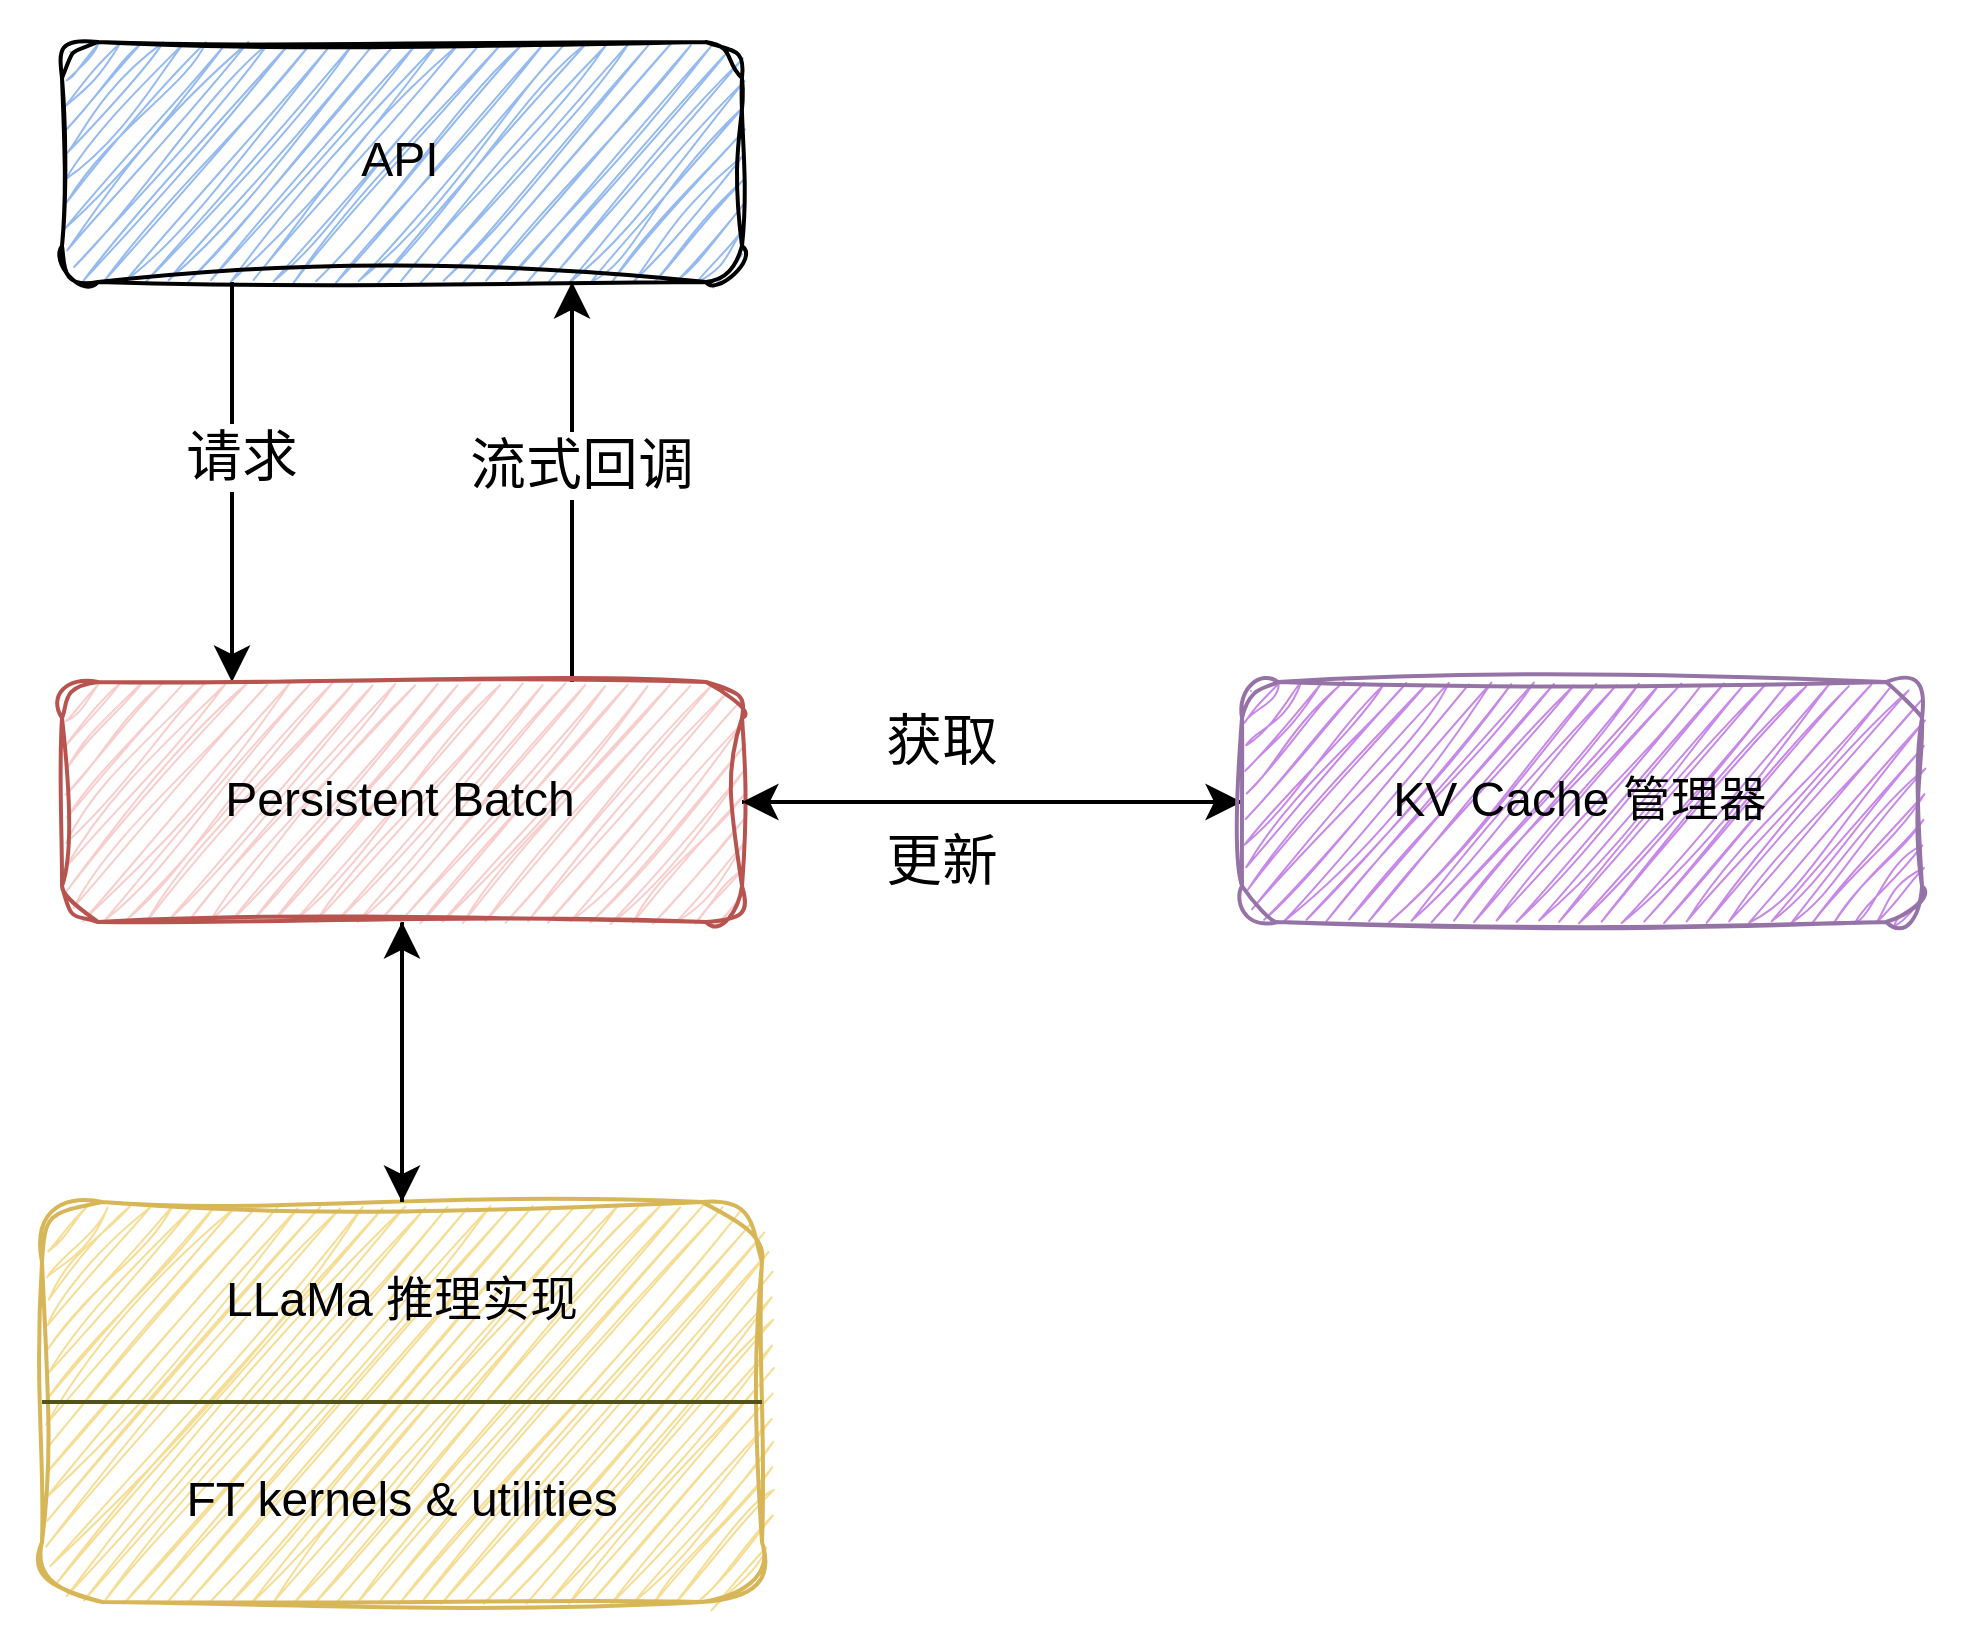 API
请求
流式回调
获取
Persistent Batch
KV Cache 管理器
更新
LLaMa 推理实现
FT kernels & utilities